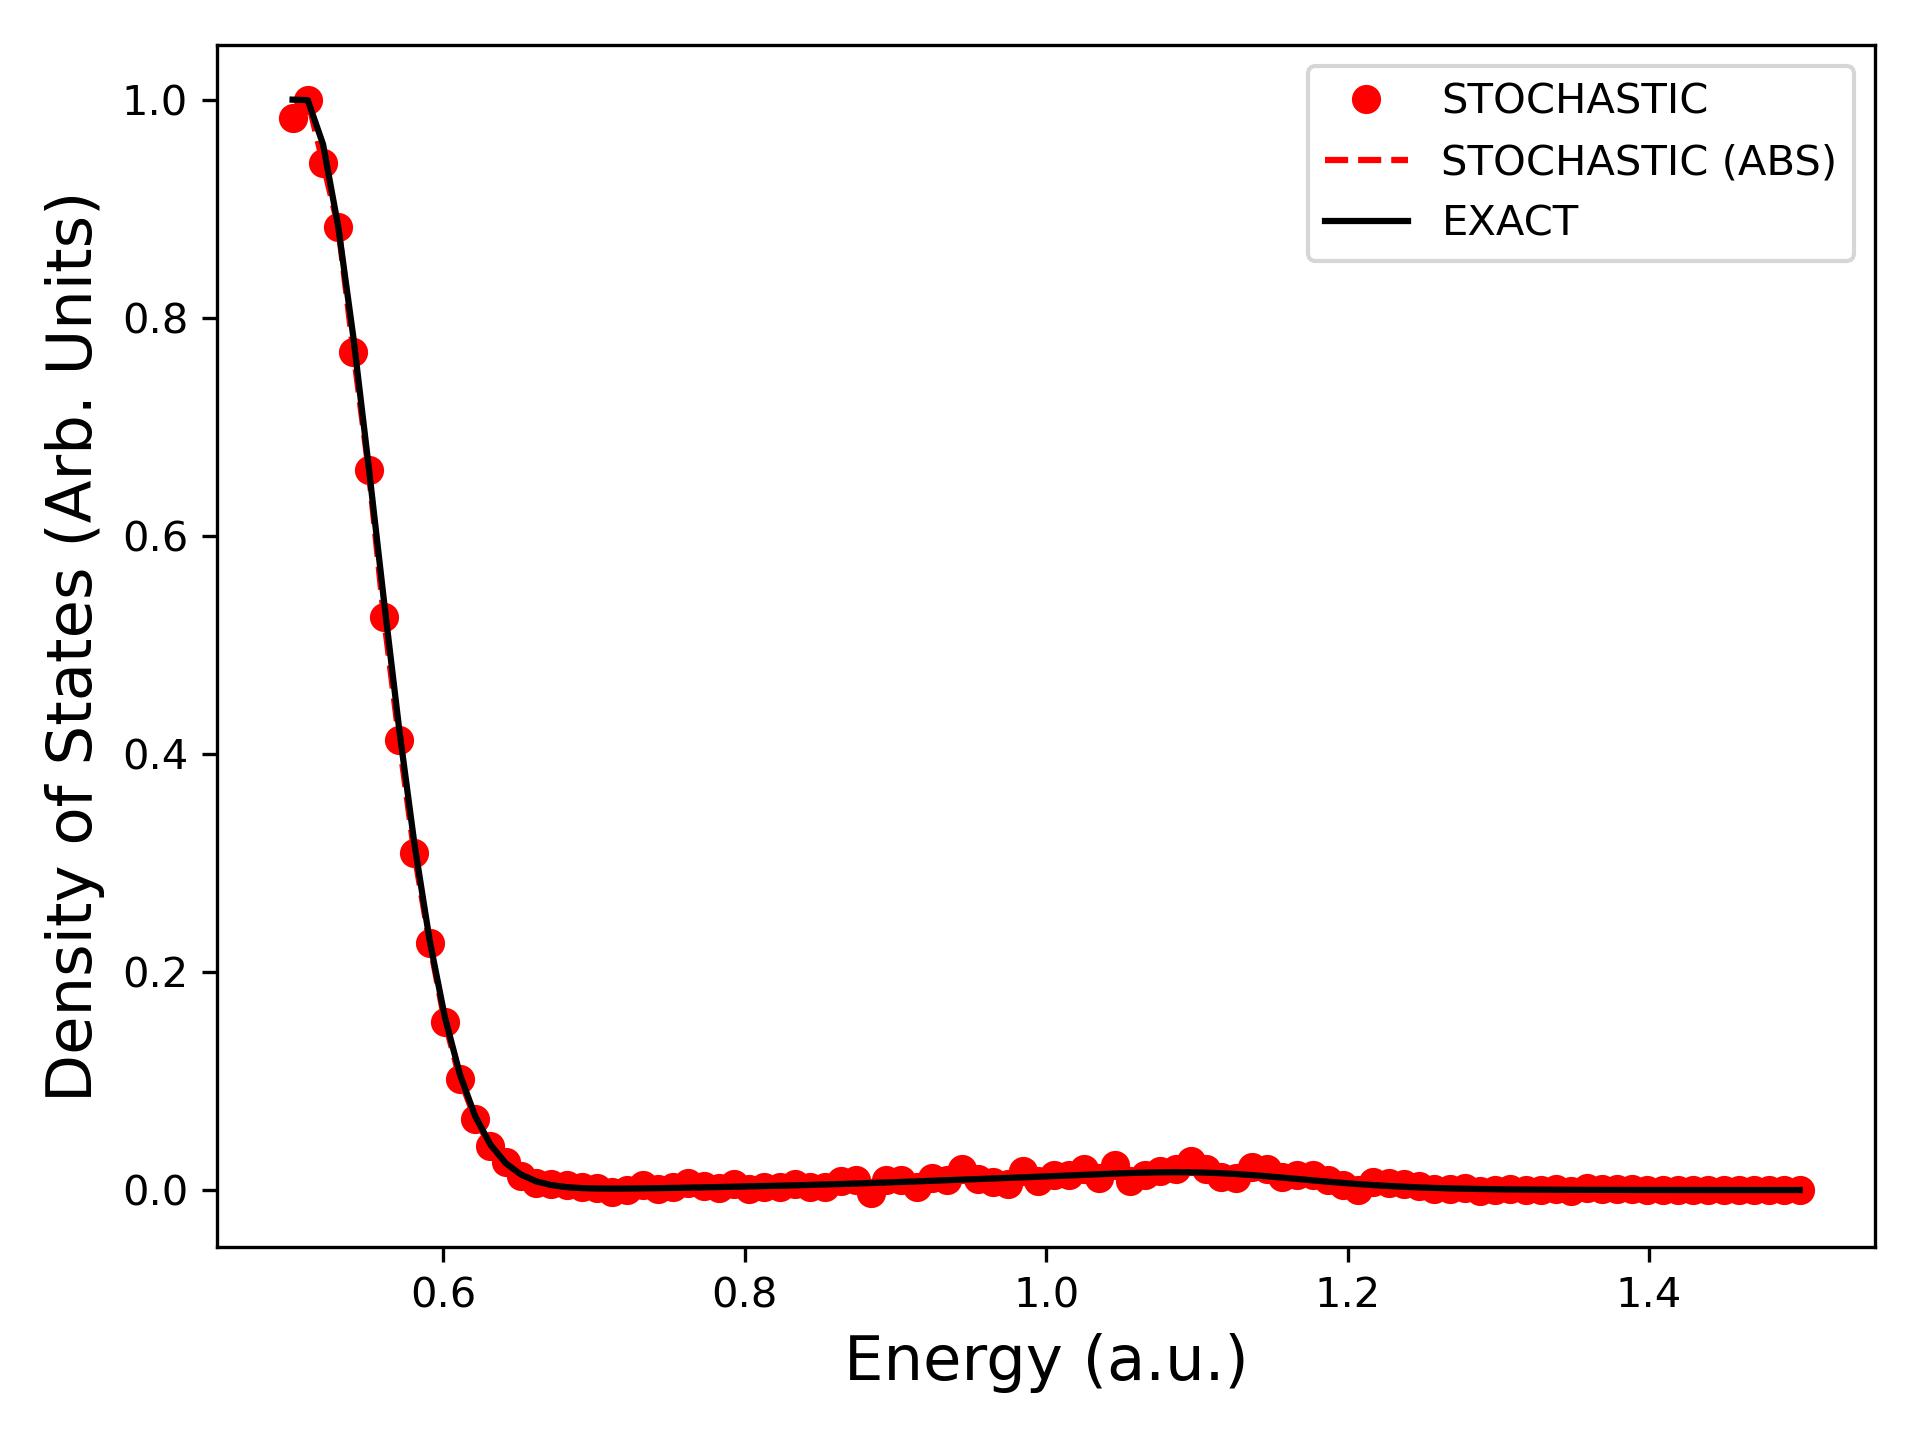 STOCHASTIC
STOCHASTIC (ABS)
EXACT
Density of States (Arb. Units)
1.0
0.8
0.6
0.4
0.2
0.0
0.6 0.8 1.0 1.2 1.4
Energy (a.u.)